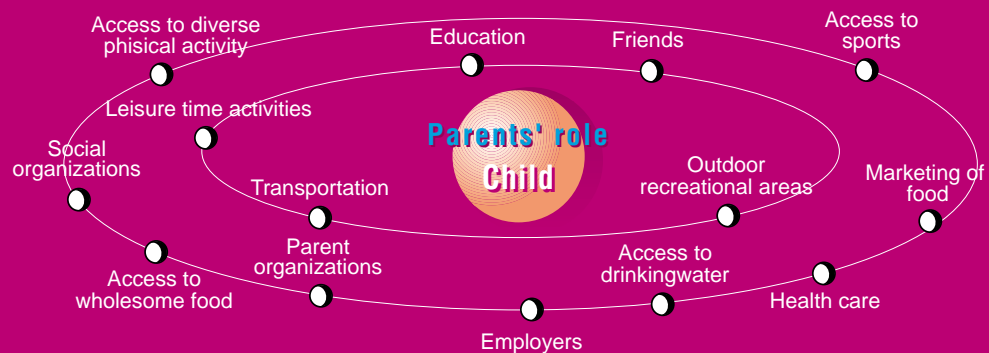 Access to diverse
phisical activity
Education
Friends
Access to
sports
Leisure time activities
Parents' role
Child
Social
organizations
Transportation
Outdoor
recreational areas
Marketing of
food
Parent
organizations
Access to
drinkingwater
Access to
wholesome food
Health care
Employers